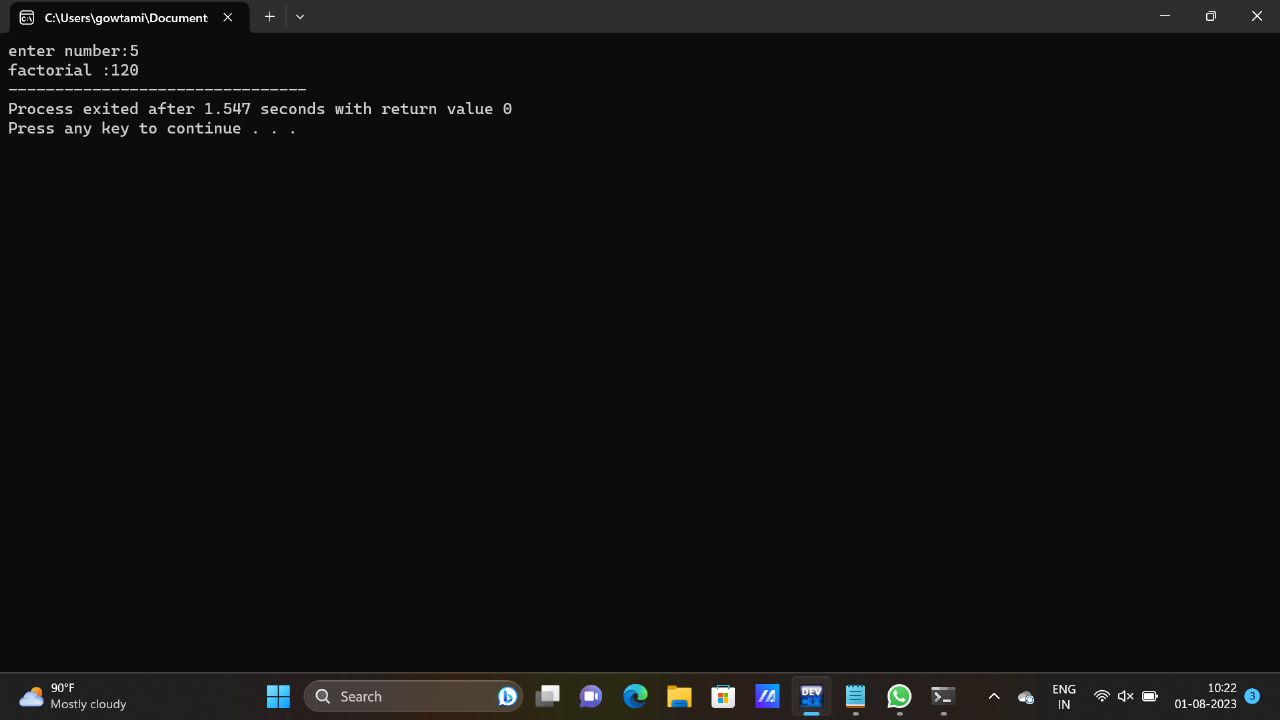 C:\Users\gowtami\Document
enter number:5
factorial :120
--------------------------------
Process exited after 1.547 seconds with return value 0
Press any key to continue . . .
90°F
Mostly cloudy
Search
DEV
C++
ENG
IN
10:22
01-08-2023
3